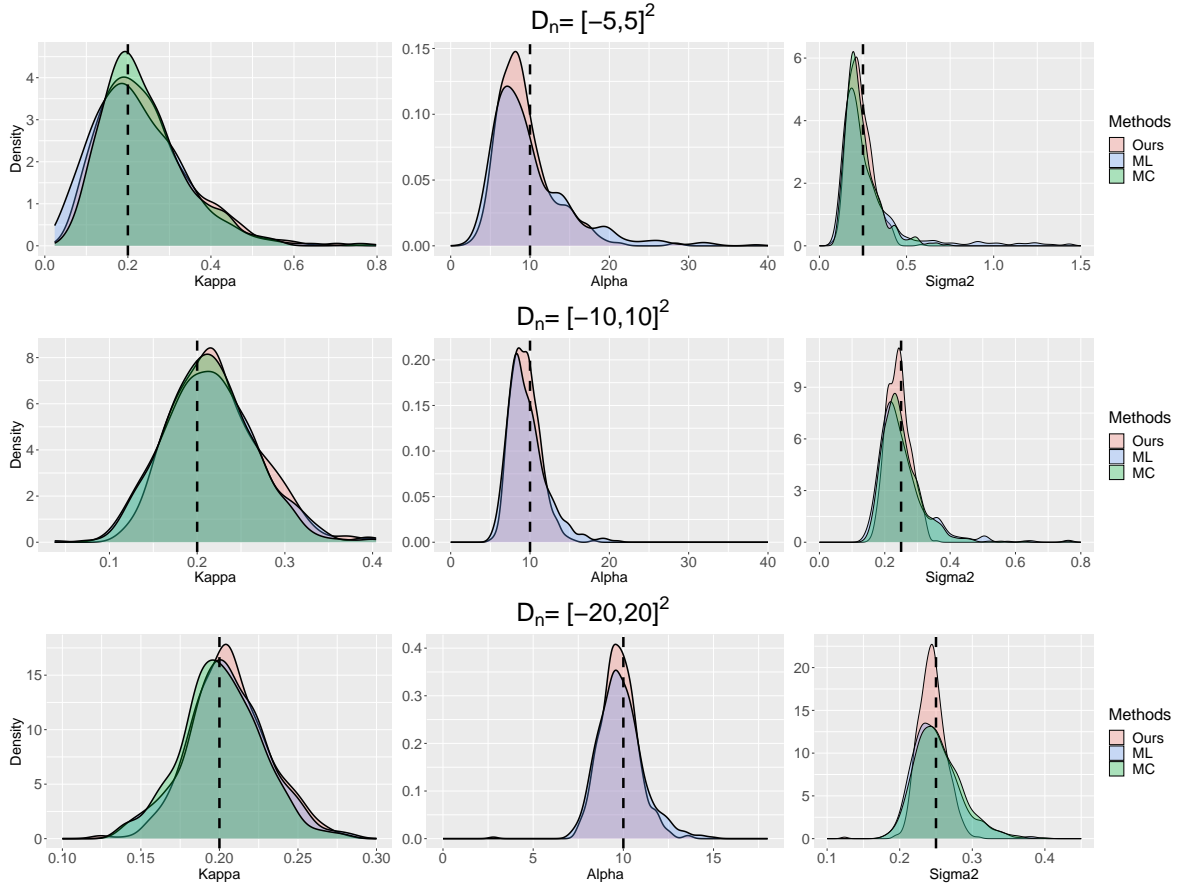 Dn= [−5,5]2
Density
4
3
2
1
0
0.0 0.2 0.4 0.6 0.8
Kappa
0.15
0.10
0.05
0.00
0 10 20 30 40
Alpha
6
4
2
0
0.0 0.5 1.0 1.5
Sigma2
Methods
Ours
ML
MC
Dn= [−10,10]2
Density
8
6
4
2
0
0.1 0.2 0.3 0.4
Kappa
0.20
0.15
0.10
0.05
0.00
0 10 20 30 40
Alpha
9
6
3
0
0.0 0.2 0.4 0.6 0.8
Sigma2
Methods
Ours
ML
MC
Dn= [−20,20]2
Density
15
10
5
0
0.10 0.15 0.20 0.25 0.30
Kappa
0.4
0.3
0.2
0.1
0.0
0 5 10 15
Alpha
20
15
10
5
0
0.1 0.2 0.3 0.4
Sigma2
Methods
Ours
ML
MC